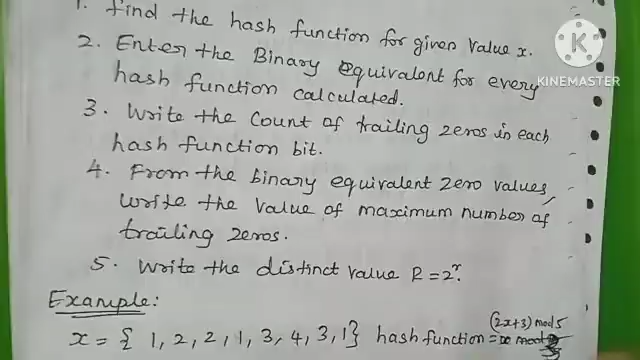 1. Find the hash function for given value x.
2. Enter the Binary equivalent for every
hash function calculated.
3. Write the count of trailing zeros in each
hash function bit.
4. From the binary equivalent zero values,
write the value of maximum number of
trailing zeros.
5. Write the distinct value R = 2^r.
Example:
x = { 1, 2, 2, 1, 3, 4, 3, 1} hash function = (2x+3) mod 5
KINEMASTER